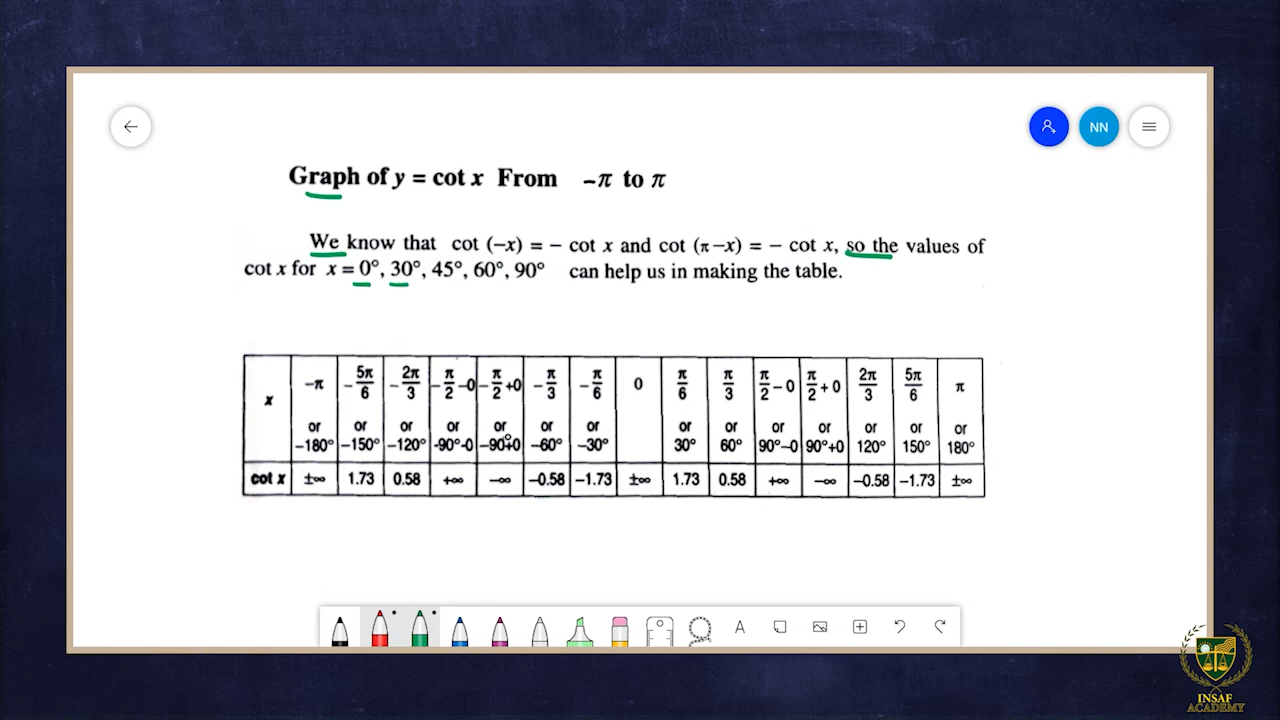 NN
Graph of y = cot x From -π to π
We know that cot (-x) = - cot x and cot (π-x) = - cot x, so the values of
cot x for x = 0°, 30°, 45°, 60°, 90° can help us in making the table.
x | -π or -180° | -5π/6 or -150° | -2π/3 or -120° | -π/2-0 or -90°-0 | -π/2+0 or -90°+0 | -π/3 or -60° | -π/6 or -30° | 0 | π/6 or 30° | π/3 or 60° | π/2-0 or 90°-0 | π/2+0 or 90°+0 | 2π/3 or 120° | 5π/6 or 150° | π or 180°
cot x | ±∞ | 1.73 | 0.58 | +∞ | -∞ | -0.58 | -1.73 | ±∞ | 1.73 | 0.58 | +∞ | -∞ | -0.58 | -1.73 | ±∞
A
INSAF
ACADEMY